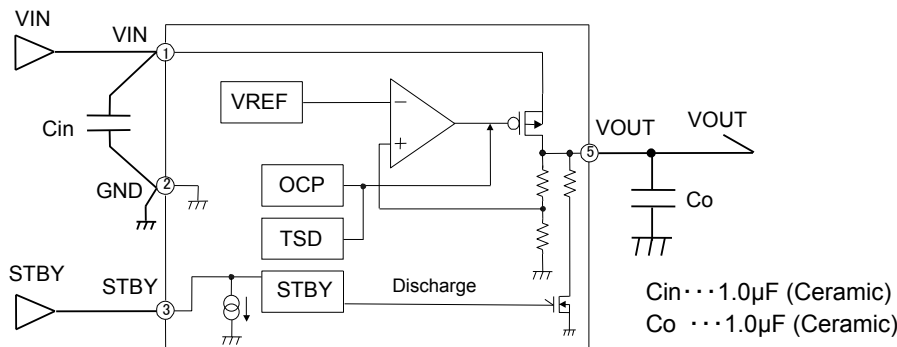 VIN
VIN
1
VREF
−
+
Cin
VOUT
VOUT
5
2
GND
OCP
Co
TSD
STBY
STBY
3
STBY
Discharge
Cin･･･1.0µF (Ceramic)
Co ･･･1.0µF (Ceramic)